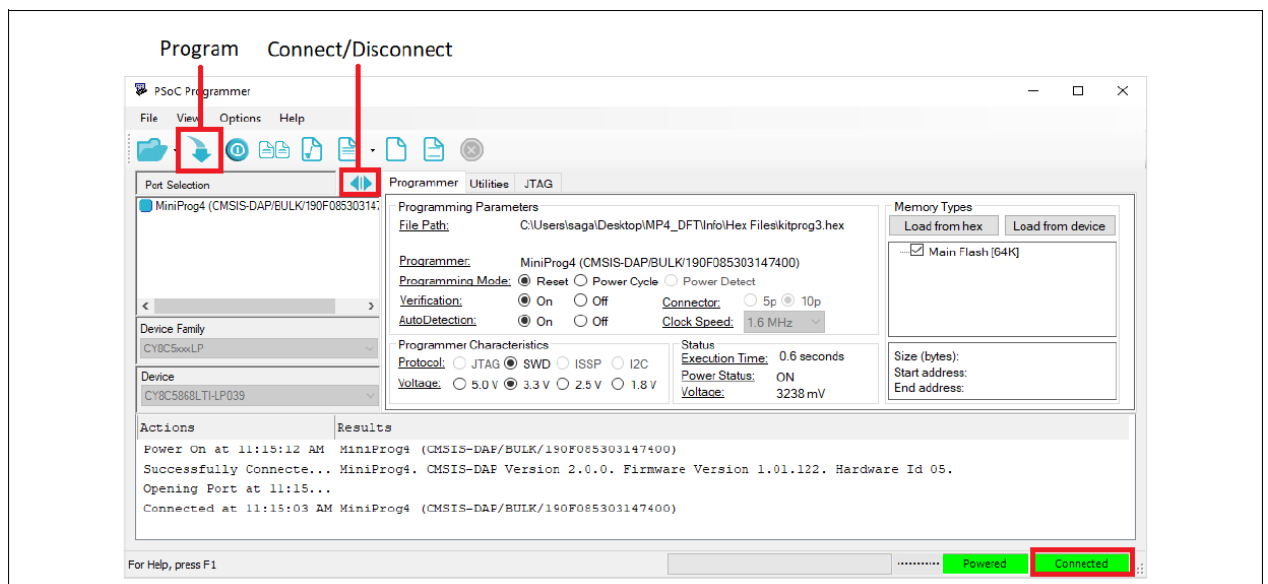 Program Connect/Disconnect
PSoC Programmer
File View Options Help
Port Selection
MiniProg4 (CMSIS-DAP/BULK/190F08530314
Device Family
CY8C5xxxLP
Device
CY8C5868LTI-LP039
Programmer Utilities JTAG
Programming Parameters
File Path: C:\Users\saga\Desktop\MP4_DFT\Info\Hex Files\kitprog3.hex
Programmer: MiniProg4 (CMSIS-DAP/BULK/190F085303147400)
Programming Mode: Reset Power Cycle Power Detect
Verification: On Off Connector: 5p 10p
AutoDetection: On Off Clock Speed: 1.6 MHz
Programmer Characteristics
Protocol: JTAG SWD ISSP I2C
Voltage: 5.0 V 3.3 V 2.5 V 1.8 V
Status
Execution Time: 0.6 seconds
Power Status: ON
Voltage: 3238 mV
Memory Types
Load from hex Load from device
Main Flash [64K]
Size (bytes):
Start address:
End address:
Actions Results
Power On at 11:15:12 AM MiniProg4 (CMSIS-DAP/BULK/190F085303147400)
Successfully Connecte... MiniProg4. CMSIS-DAP Version 2.0.0. Firmware Version 1.01.122. Hardware Id 05.
Opening Port at 11:15...
Connected at 11:15:03 AM MiniProg4 (CMSIS-DAP/BULK/190F085303147400)
For Help, press F1
Powered Connected